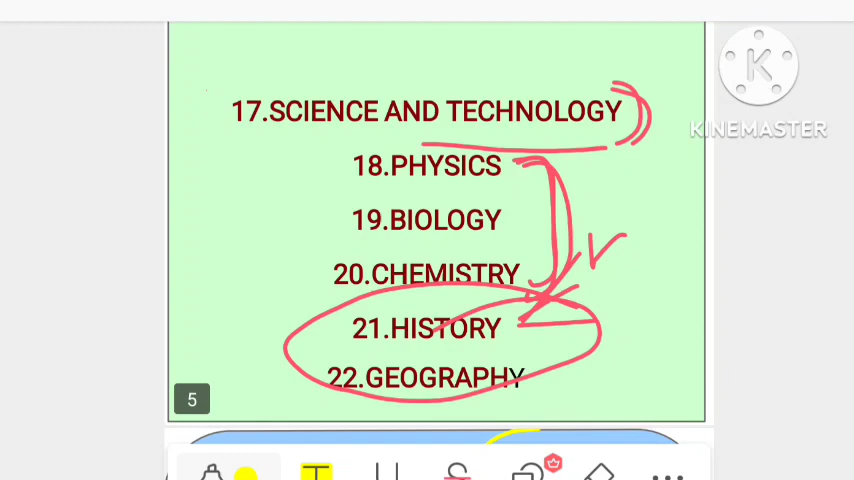 17.SCIENCE AND TECHNOLOGY
K
KINEMASTER
18.PHYSICS
19.BIOLOGY
20.CHEMISTRY
21.HISTORY
22.GEOGRAPHY
5